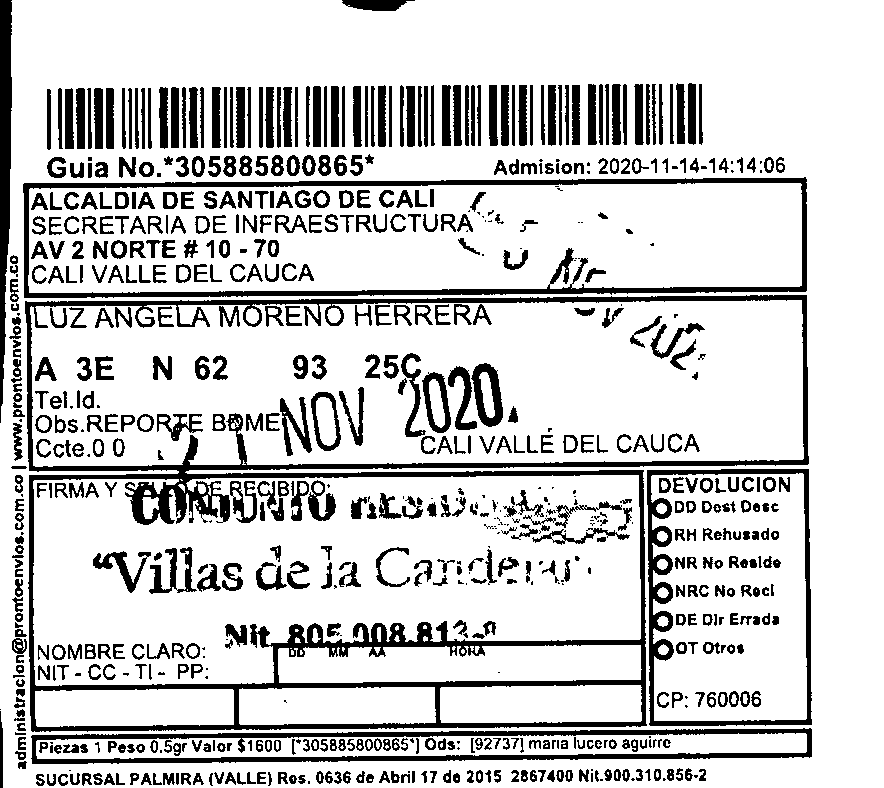 Guia No.*305885800865*
Admision: 2020-11-14-14:14:06
ALCALDIA DE SANTIAGO DE CALI
SECRETARIA DE INFRAESTRUCTURA
AV 2 NORTE # 10 - 70
CALI VALLE DEL CAUCA
LUZ ANGELA MORENO HERRERA
A 3E N 62 93 25C
Tel.Id.
Obs.REPORTE
Ccte.0 0
21 NOV 2020
CALI VALLE DEL CAUCA
FIRMA Y SELLO DE RECIBIDO:
CONJUNTO
"Villas de la
Nit. 805.008.813-
NOMBRE CLARO:
NIT - CC - TI - PP:
DD MM AA HORA
DEVOLUCION
DD Dest Desc
RH Rehusado
NR No Reside
NRC No Recl
DE Dir Errada
OT Otros
CP: 760006
Piezas 1 Peso 0.5gr Valor $1600 [*305885800865*] Ods: [92737] maria lucero aguirre
SUCURSAL PALMIRA (VALLE) Res. 0636 de Abril 17 de 2015 2867400 Nit.900.310.856-2
administracion@prontoenvios.com.co | www.prontoenvios.com.co